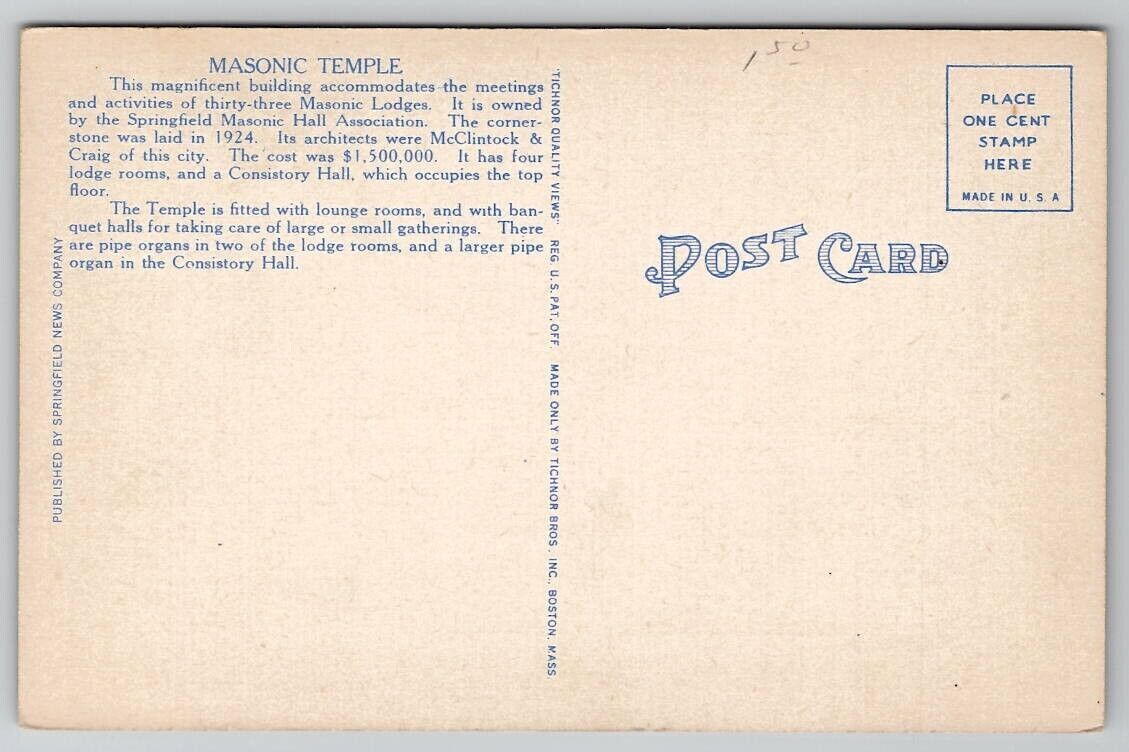 MASONIC TEMPLE
This magnificent building accommodates the meetings
and activities of thirty-three Masonic Lodges. It is owned
by the Springfield Masonic Hall Association. The corner-
stone was laid in 1924. Its architects were McClintock &
Craig of this city. The cost was $1,500,000. It has four
lodge rooms, and a Consistory Hall, which occupies the top
floor.
The Temple is fitted with lounge rooms, and with ban-
quet halls for taking care of large or small gatherings. There
are pipe organs in two of the lodge rooms, and a larger pipe
organ in the Consistory Hall.
PUBLISHED BY SPRINGFIELD NEWS COMPANY
"TICHNOR QUALITY VIEWS" REG. U. S. PAT. OFF. MADE ONLY BY TICHNOR BROS. INC., BOSTON, MASS.
150
POST CARD
PLACE
ONE CENT
STAMP
HERE
MADE IN U. S. A